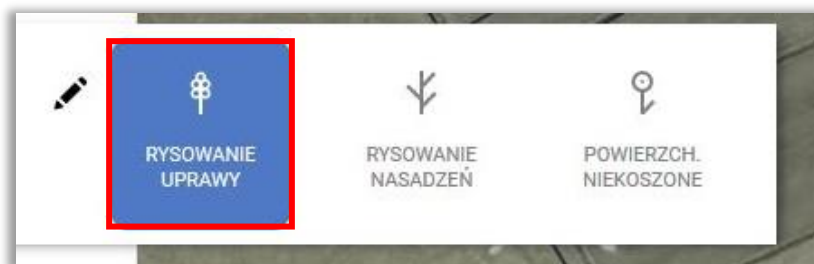 RYSOWANIE
UPRAWY
RYSOWANIE
NASADZEŃ
POWIERZCH.
NIEKOSZONE